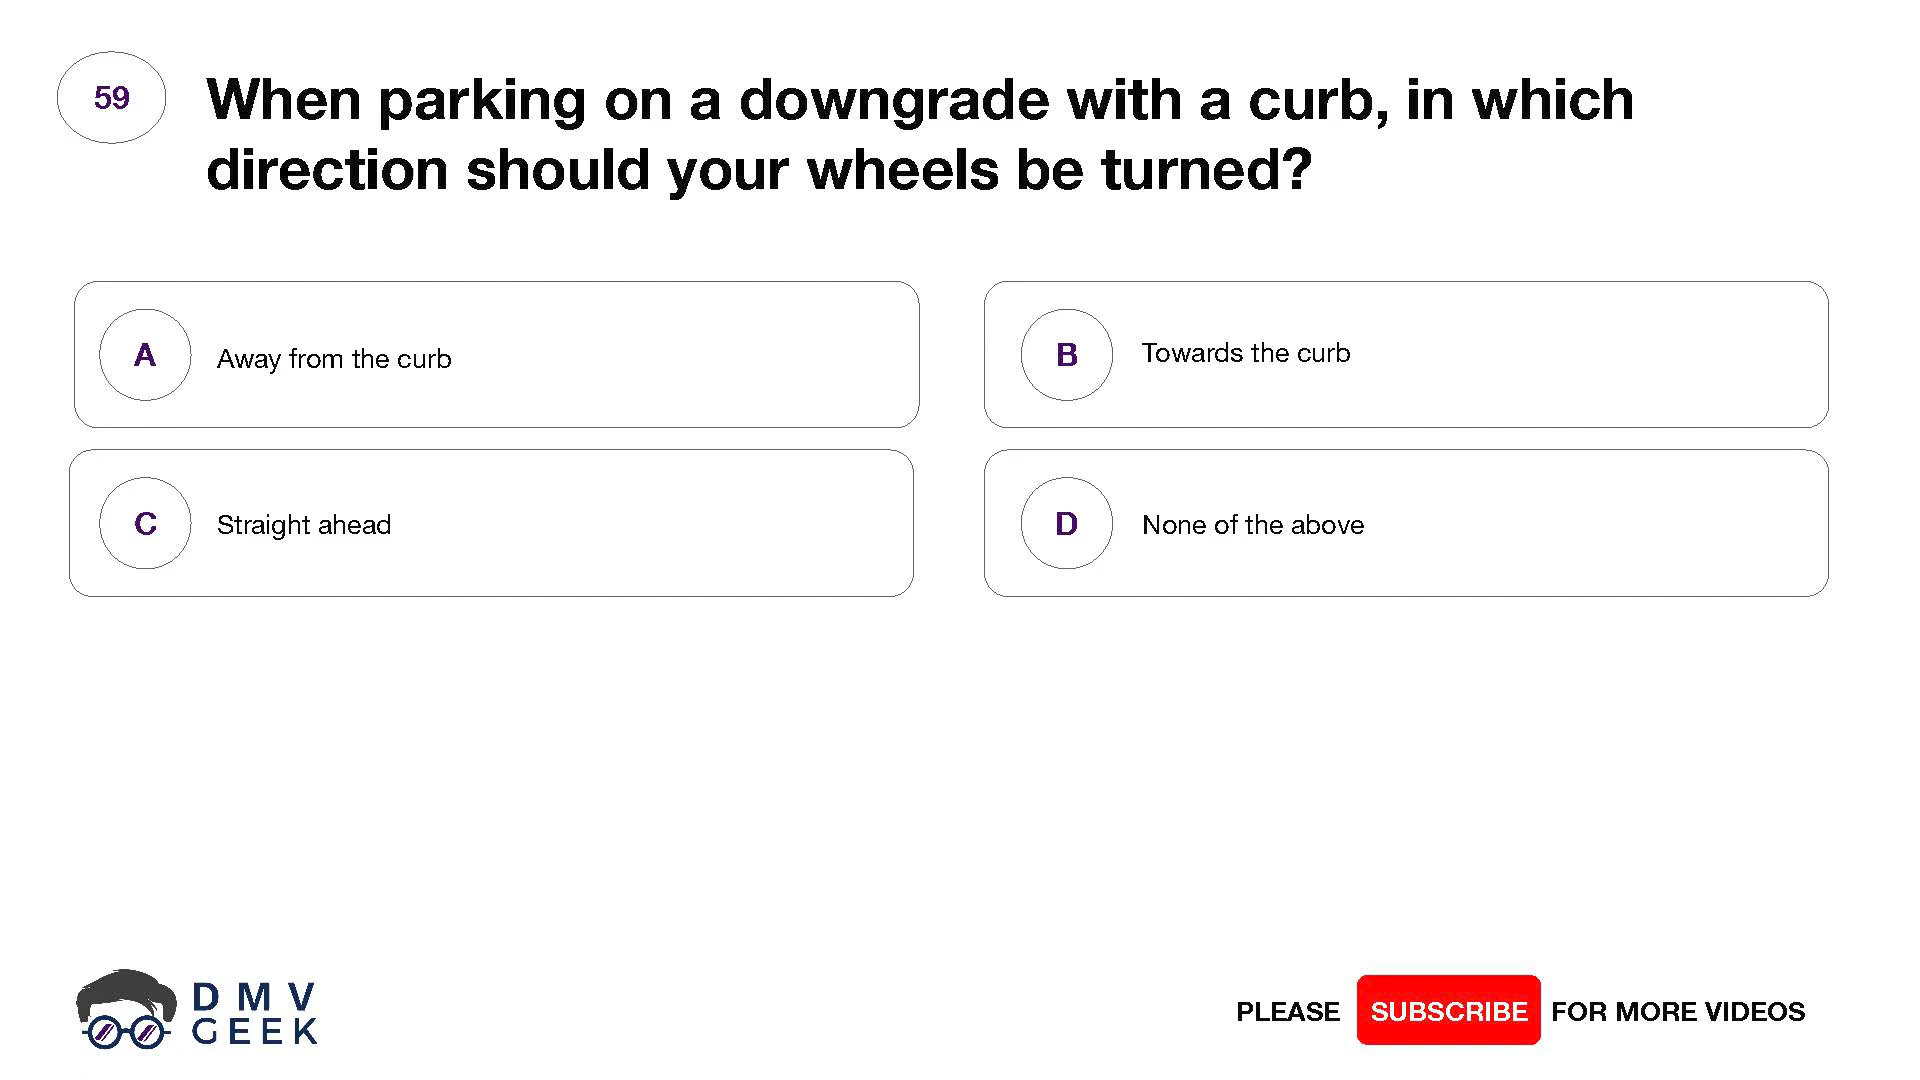 59
When parking on a downgrade with a curb, in which
direction should your wheels be turned?
A Away from the curb
B Towards the curb
C Straight ahead
D None of the above
DMV
GEEK
PLEASE SUBSCRIBE FOR MORE VIDEOS